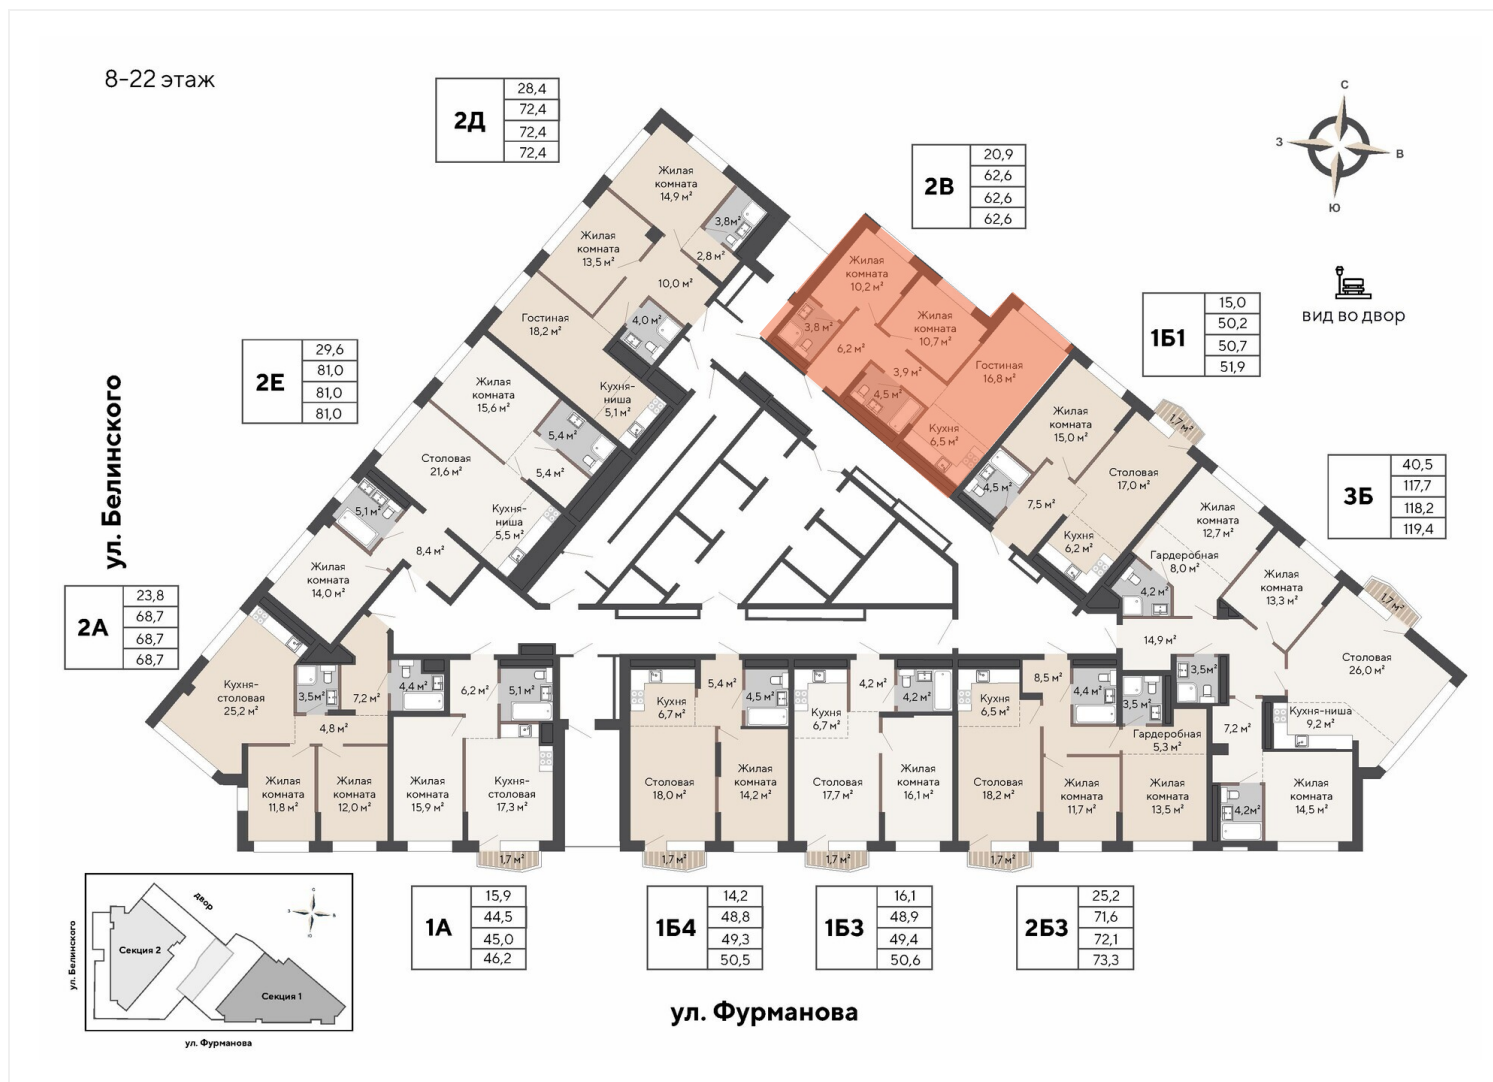 8-22 этаж
2Д
28,4
72,4
72,4
72,4
2В
20,9
62,6
62,6
62,6
С
З
В
Ю
вид во двор
1Б1
15,0
50,2
50,7
51,9
2Е
29,6
81,0
81,0
81,0
3Б
40,5
117,7
118,2
119,4
2А
23,8
68,7
68,7
68,7
ул. Белинского
Жилая
комната
14,9 м²
3,8м²
2,8 м²
Жилая
комната
13,5 м²
10,0 м²
Гостиная
18,2 м²
4,0 м²
Кухня-
ниша
5,1 м²
Жилая
комната
10,2 м²
3,8 м²
6,2 м²
Жилая
комната
10,7 м²
3,9 м²
4,5 м²
Гостиная
16,8 м²
Кухня
6,5 м²
Жилая
комната
15,6 м²
5,4 м²
5,4 м²
Столовая
21,6 м²
Кухня-
ниша
5,5 м²
5,1 м²
8,4 м²
Жилая
комната
14,0 м²
Жилая
комната
15,0 м²
1,7 м²
Столовая
17,0 м²
4,5 м²
7,5 м²
Кухня
6,2 м²
Жилая
комната
12,7 м²
Гардеробная
8,0 м²
4,2 м²
Жилая
комната
13,3 м²
1,7 м²
14,9 м²
3,5м²
Столовая
26,0 м²
Кухня-ниша
9,2 м²
7,2 м²
4,2м²
Жилая
комната
14,5 м²
Кухня-
столовая
25,2 м²
3,5м²
7,2 м²
4,4 м²
4,8 м²
Жилая
комната
11,8 м²
Жилая
комната
12,0 м²
6,2 м²
5,1 м²
Жилая
комната
15,9 м²
Кухня-
столовая
17,3 м²
1,7 м²
5,4 м²
Кухня
6,7 м²
4,5 м²
Столовая
18,0 м²
Жилая
комната
14,2 м²
1,7 м²
4,2 м²
Кухня
6,7 м²
4,2 м²
Столовая
17,7 м²
Жилая
комната
16,1 м²
1,7 м²
8,5 м²
Кухня
6,5 м²
4,4 м²
3,5 м²
Гардеробная
5,3 м²
Столовая
18,2 м²
Жилая
комната
11,7 м²
Жилая
комната
13,5 м²
1,7 м²
1А
15,9
44,5
45,0
46,2
1Б4
14,2
48,8
49,3
50,5
1Б3
16,1
48,9
49,4
50,6
2Б3
25,2
71,6
72,1
73,3
ул. Фурманова
двор
ул. Белинского
Секция 2
Секция 1
ул. Фурманова